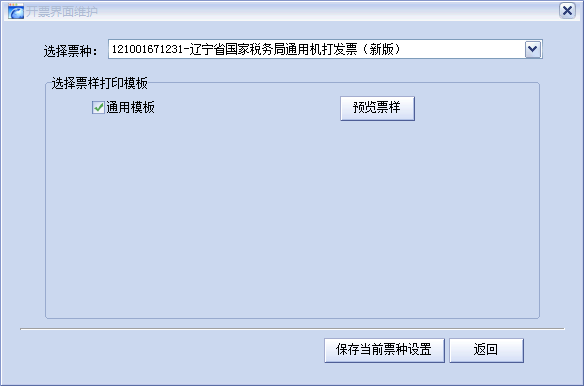 开票界面维护
选择票种： 121001671231-辽宁省国家税务局通用机打发票（新版）
选择票样打印模板
通用模板 预览票样
保存当前票种设置 返回